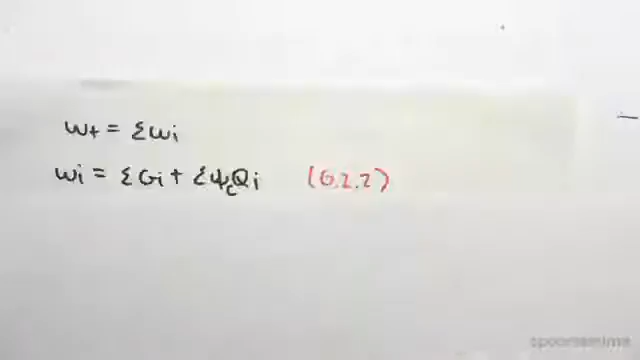 Wt = ΣWi
Wi = ΣGi + ΣΨcQi (6.2.2)